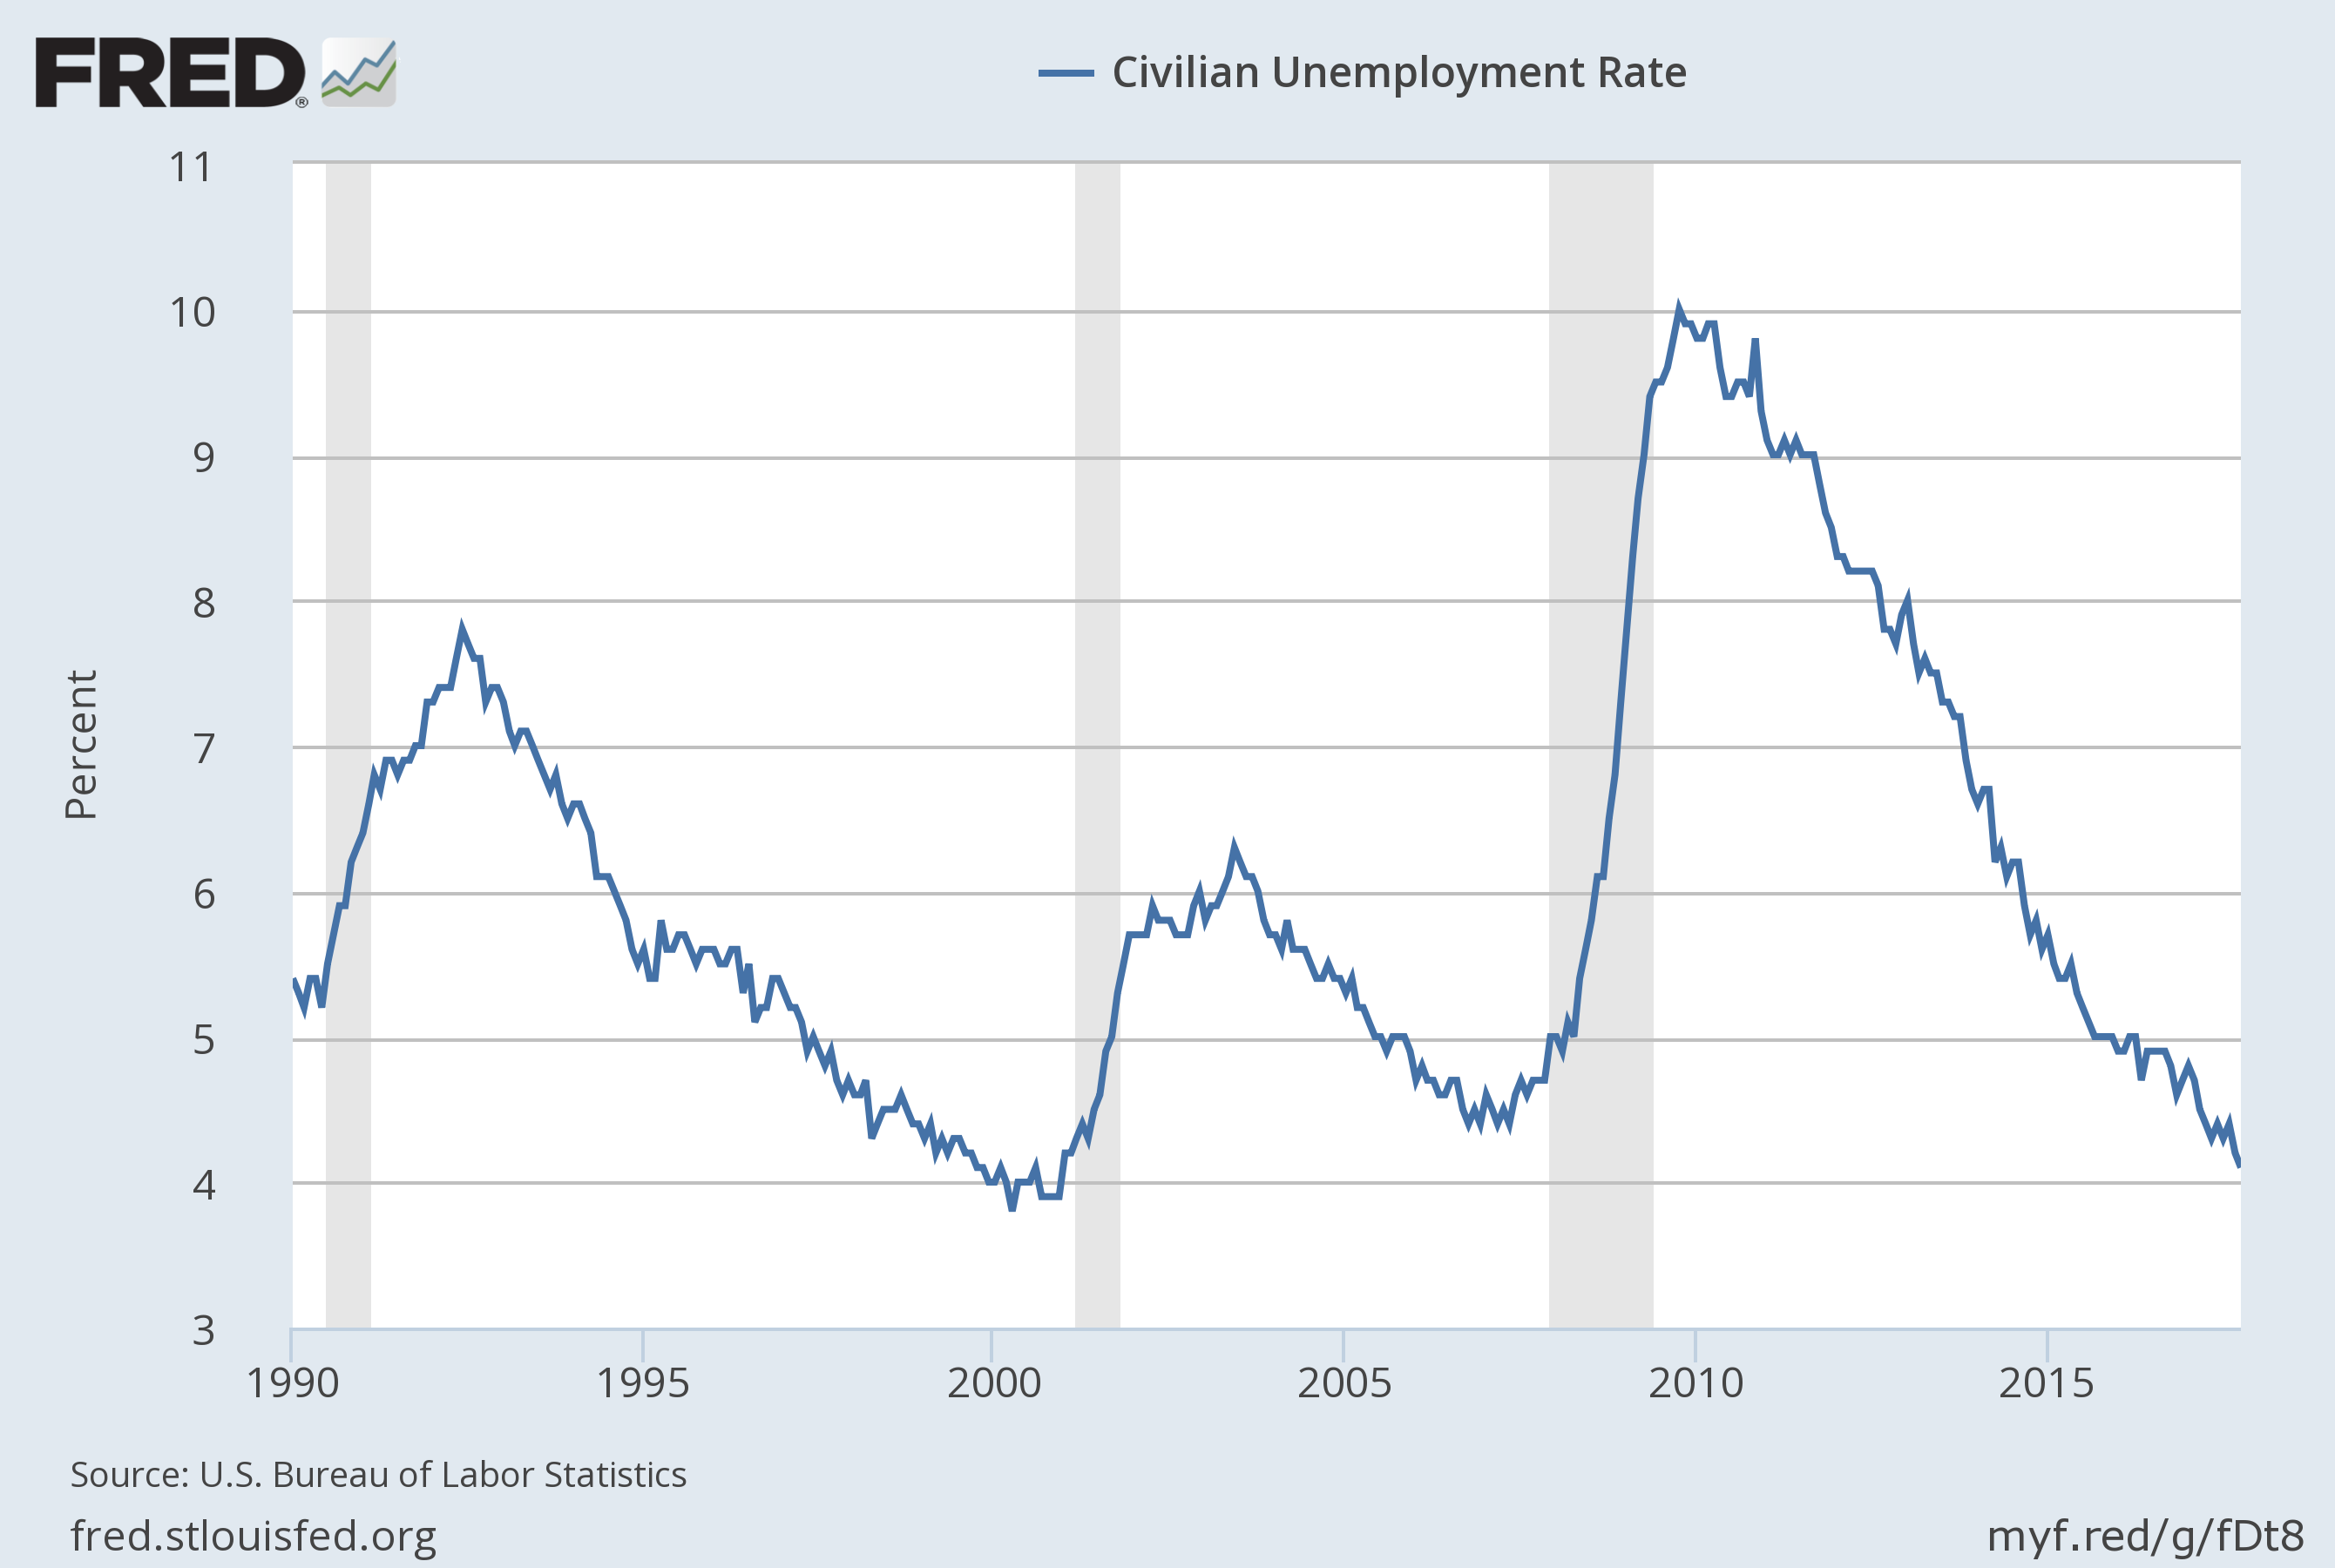 FRED®
Civilian Unemployment Rate
11
10
9
8
7
6
5
4
3
Percent
1990 1995 2000 2005 2010 2015
Source: U.S. Bureau of Labor Statistics
fred.stlouisfed.org
myf.red/g/fDt8